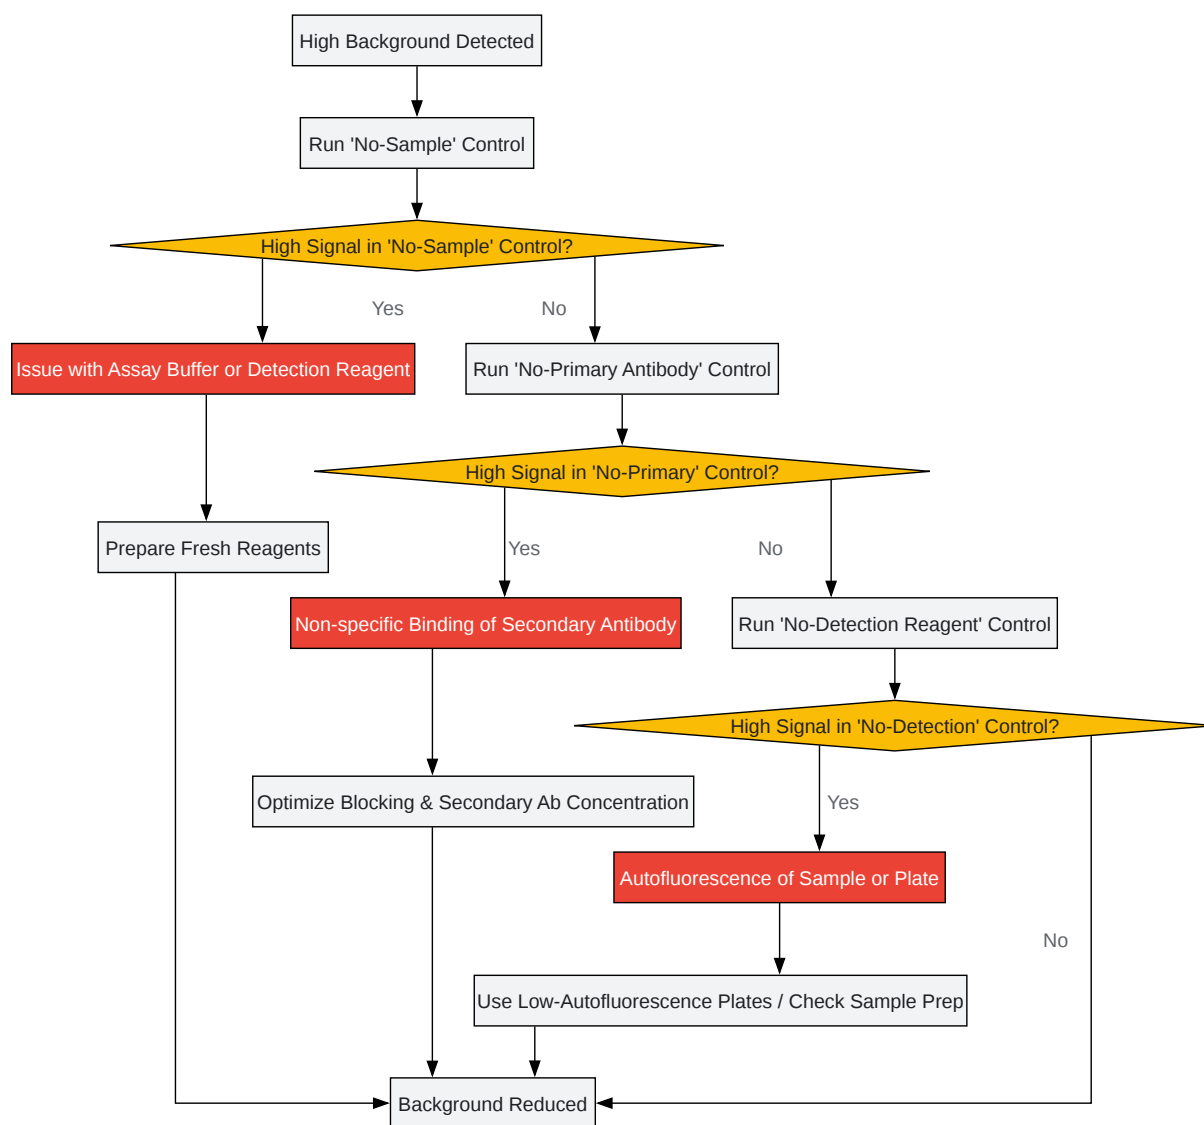 High Background Detected
Run 'No-Sample' Control
High Signal in 'No-Sample' Control?
Yes
No
Issue with Assay Buffer or Detection Reagent
Run 'No-Primary Antibody' Control
High Signal in 'No-Primary' Control?
Prepare Fresh Reagents
Yes
No
Non-specific Binding of Secondary Antibody
Run 'No-Detection Reagent' Control
High Signal in 'No-Detection' Control?
Optimize Blocking & Secondary Ab Concentration
Yes
Autofluorescence of Sample or Plate
No
Use Low-Autofluorescence Plates / Check Sample Prep
Background Reduced